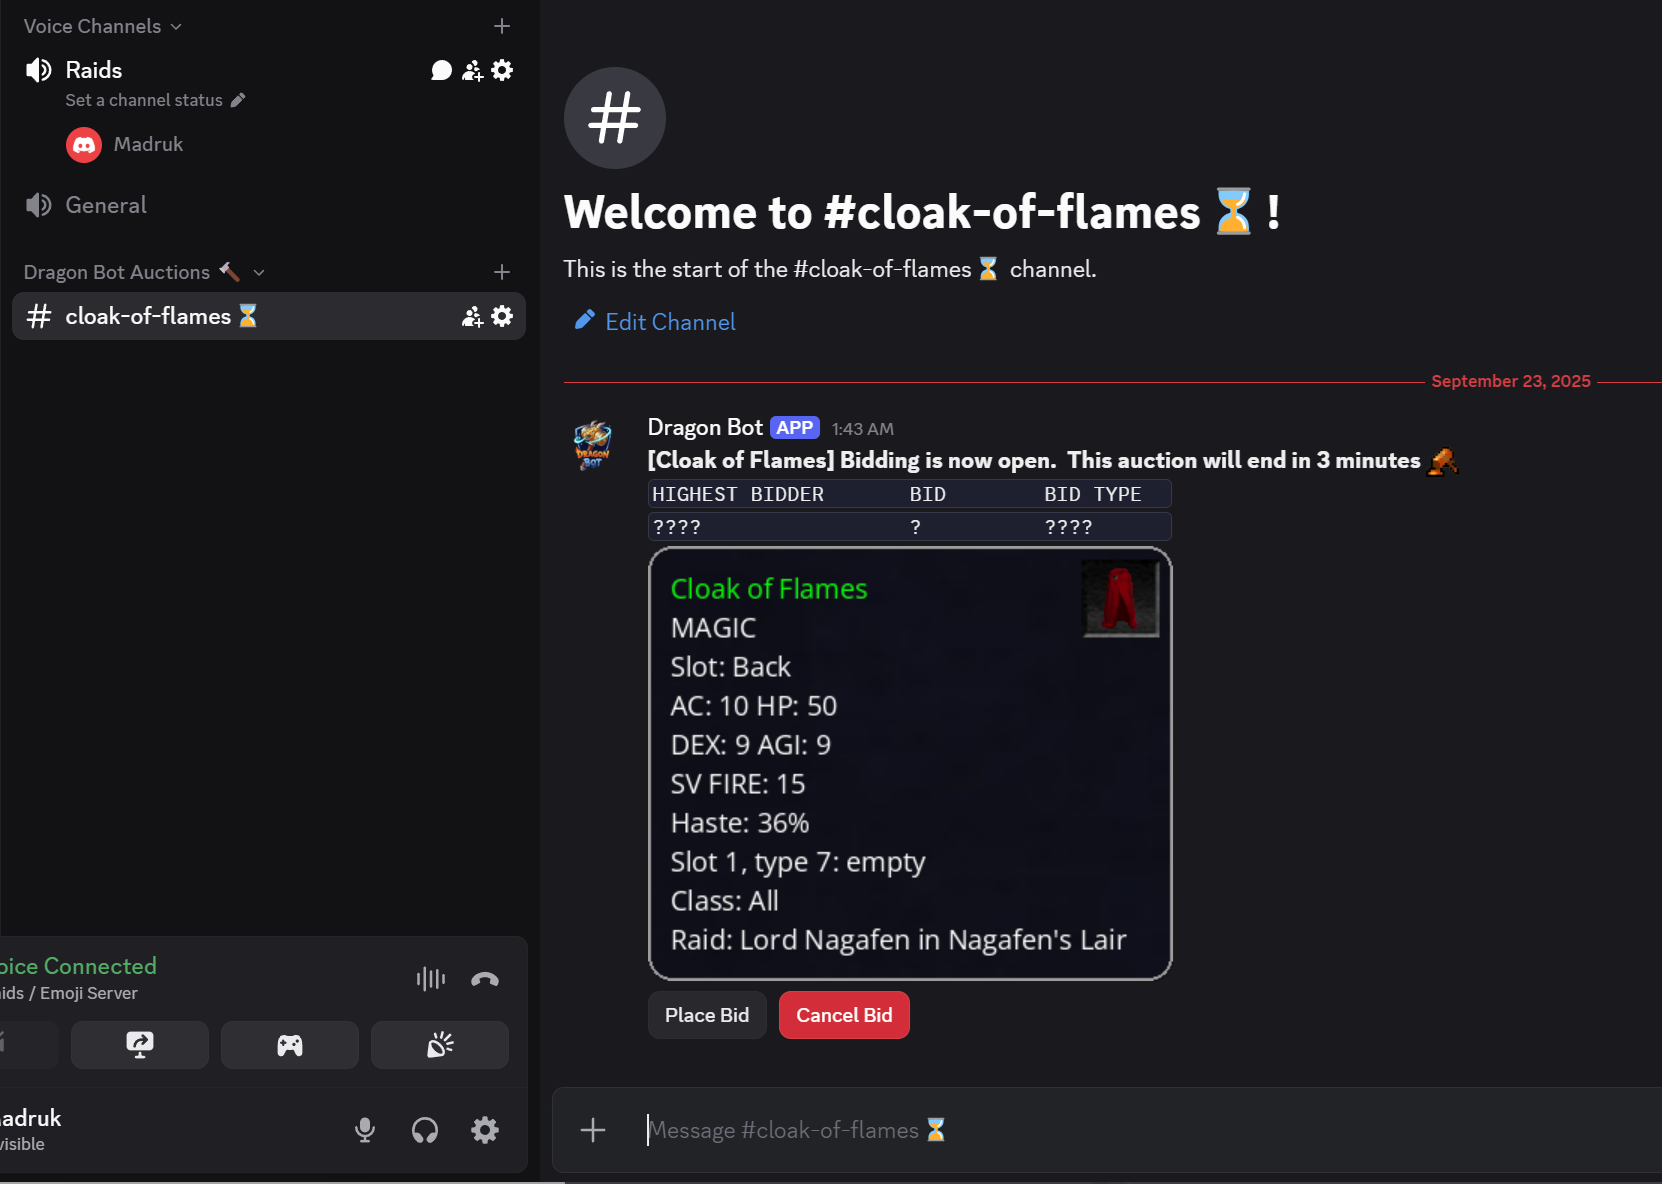 Voice Channels
Raids
Set a channel status
Madruk
General
Dragon Bot Auctions 🔨
cloak-of-flames ⏳
oice Connected
ids / Emoji Server
adruk
visible
#
Welcome to #cloak-of-flames ⏳ !
This is the start of the #cloak-of-flames ⏳ channel.
Edit Channel
September 23, 2025
DRAGON
BOT
Dragon Bot APP 1:43 AM
[Cloak of Flames] Bidding is now open. This auction will end in 3 minutes
HIGHEST BIDDER BID BID TYPE
???? ? ????
Cloak of Flames
MAGIC
Slot: Back
AC: 10 HP: 50
DEX: 9 AGI: 9
SV FIRE: 15
Haste: 36%
Slot 1, type 7: empty
Class: All
Raid: Lord Nagafen in Nagafen's Lair
Place Bid
Cancel Bid
Message #cloak-of-flames ⏳